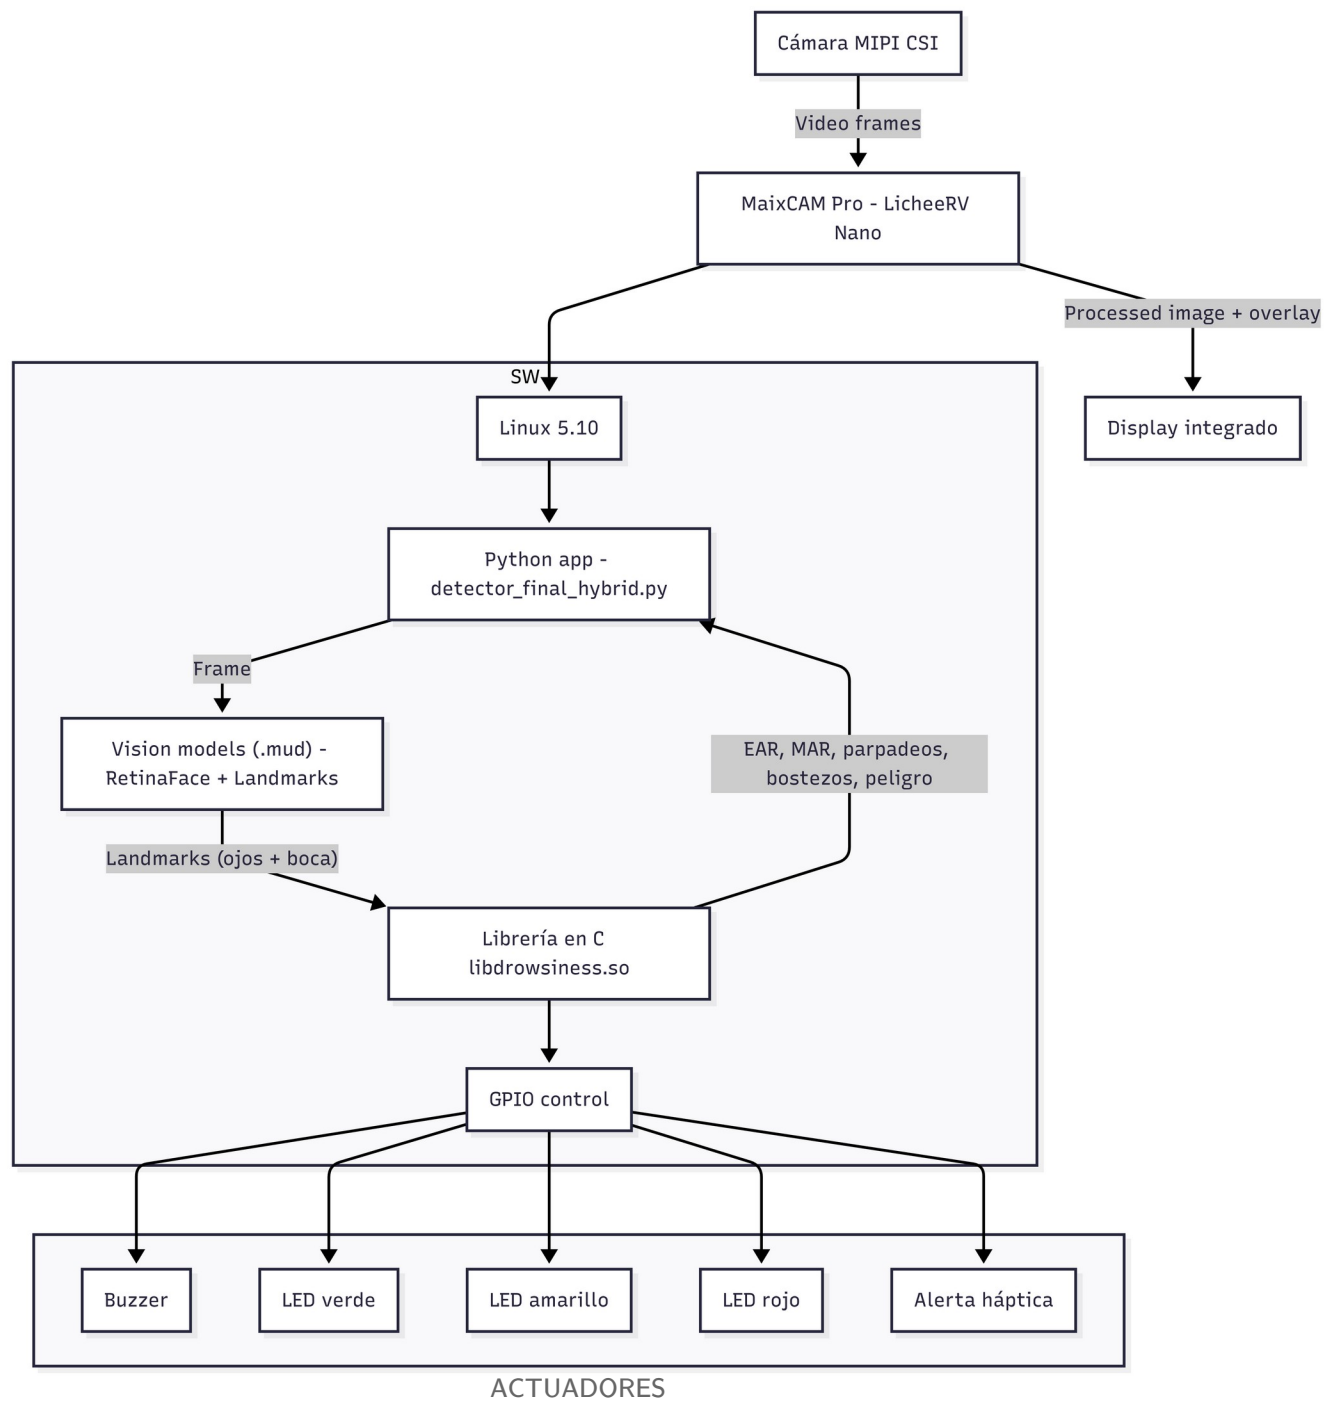 Cámara MIPI CSI
Video frames
MaixCAM Pro - LicheeRV
Nano
Processed image + overlay
SW
Linux 5.10
Display integrado
Python app -
detector_final_hybrid.py
Frame
Vision models (.mud) -
RetinaFace + Landmarks
EAR, MAR, parpadeos,
bostezos, peligro
Landmarks (ojos + boca)
Librería en C
libdrowsiness.so
GPIO control
Buzzer
LED verde
LED amarillo
LED rojo
Alerta háptica
ACTUADORES